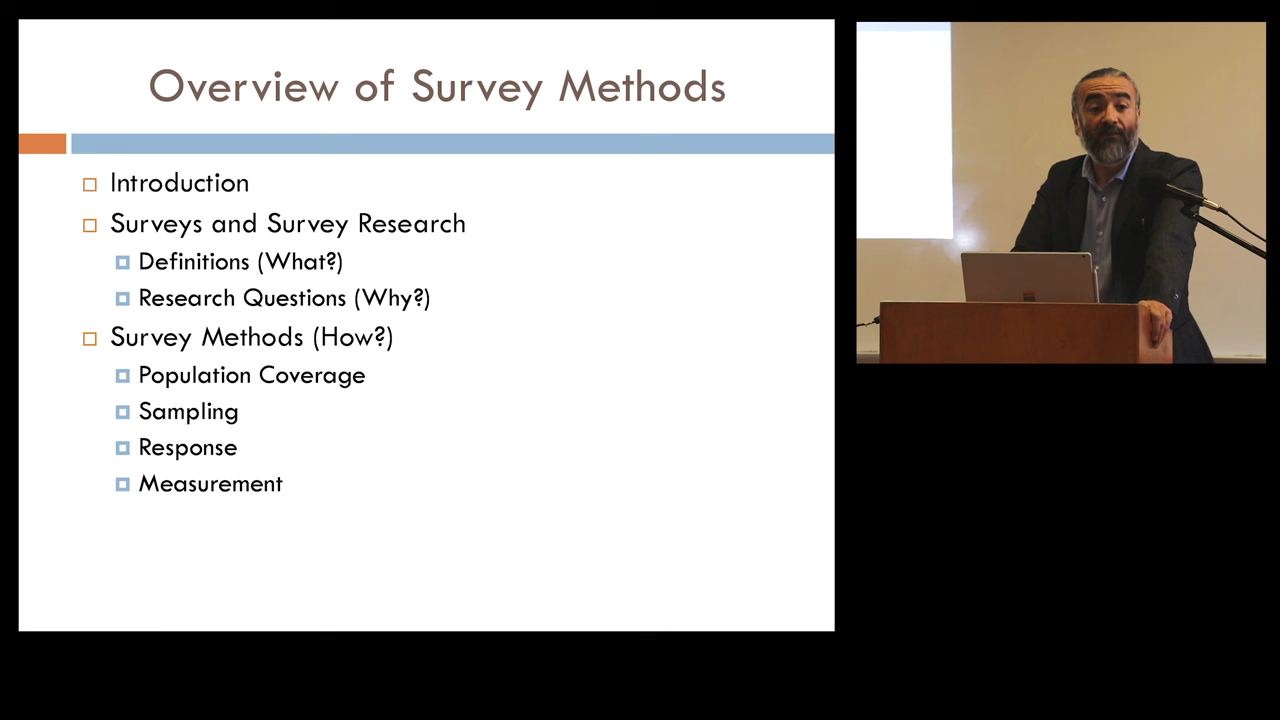 Overview of Survey Methods
Introduction
Surveys and Survey Research
Definitions (What?)
Research Questions (Why?)
Survey Methods (How?)
Population Coverage
Sampling
Response
Measurement